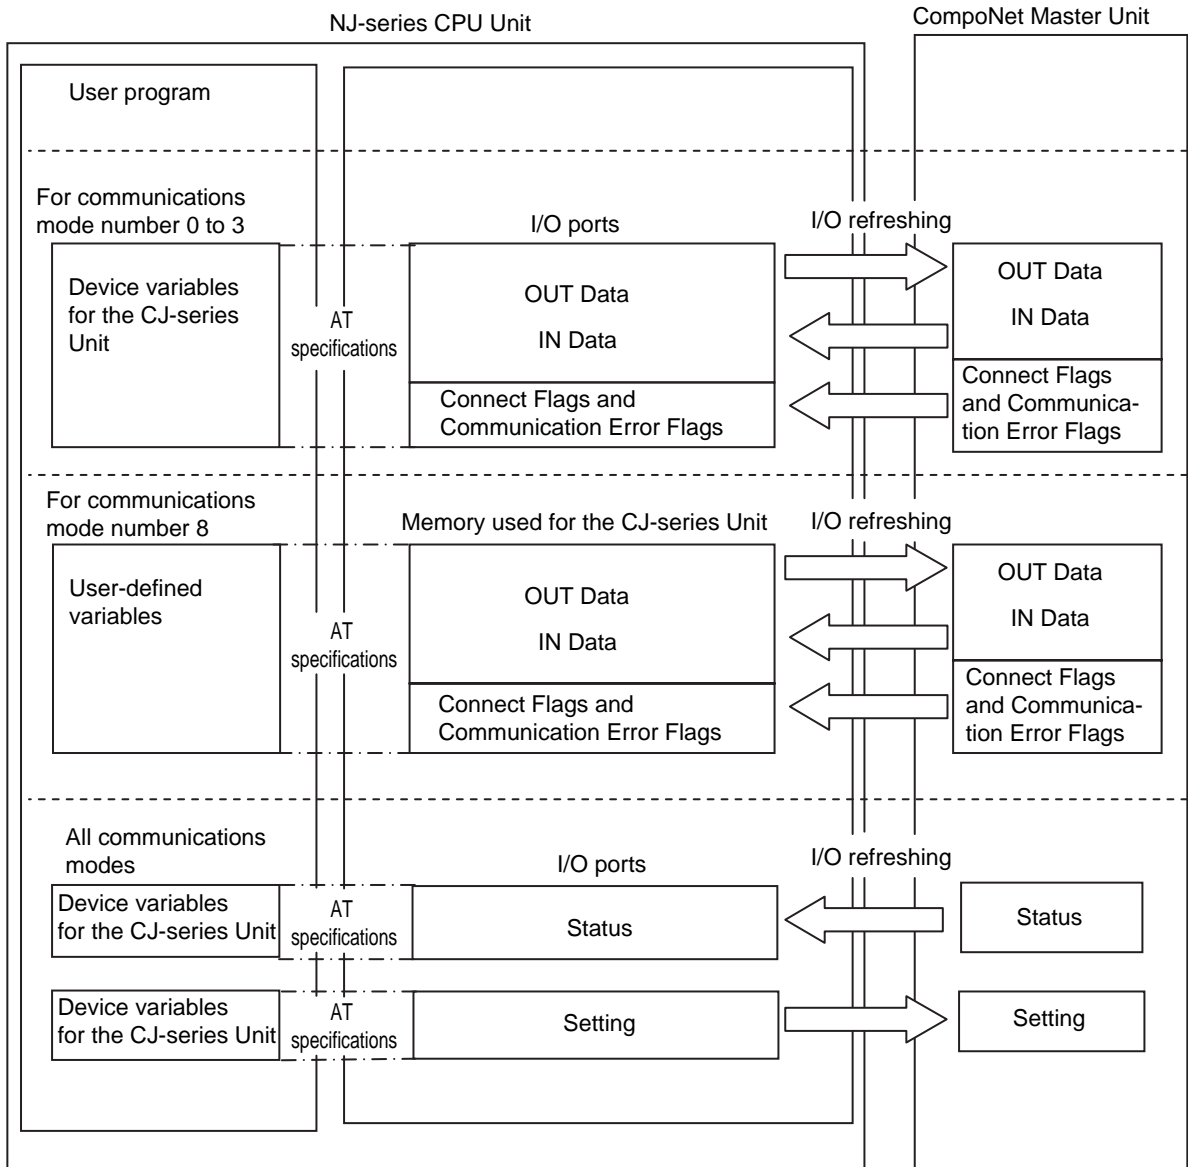 NJ-series CPU Unit
CompoNet Master Unit
User program
For communications
mode number 0 to 3
I/O ports
I/O refreshing
Device variables
for the CJ-series
Unit
AT
specifications
OUT Data
IN Data
Connect Flags and
Communication Error Flags
OUT Data
IN Data
Connect Flags
and Communica-
tion Error Flags
For communications
mode number 8
Memory used for the CJ-series Unit
I/O refreshing
User-defined
variables
AT
specifications
OUT Data
IN Data
Connect Flags and
Communication Error Flags
OUT Data
IN Data
Connect Flags
and Communica-
tion Error Flags
All communications
modes
I/O ports
I/O refreshing
Device variables
for the CJ-series Unit
AT
specifications
Status
Status
Device variables
for the CJ-series Unit
AT
specifications
Setting
Setting